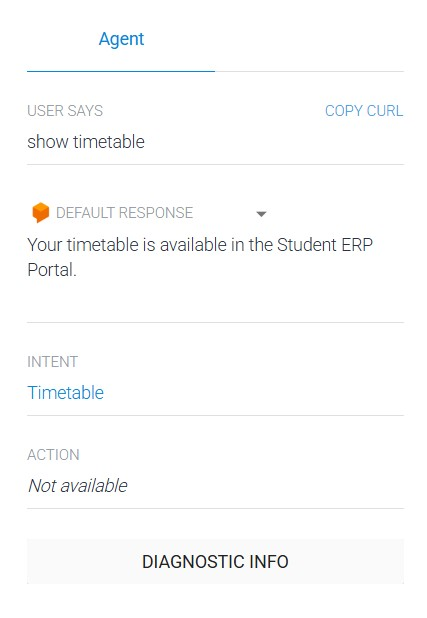 Agent
USER SAYS COPY CURL
show timetable
DEFAULT RESPONSE
Your timetable is available in the Student ERP
Portal.
INTENT
Timetable
ACTION
Not available
DIAGNOSTIC INFO